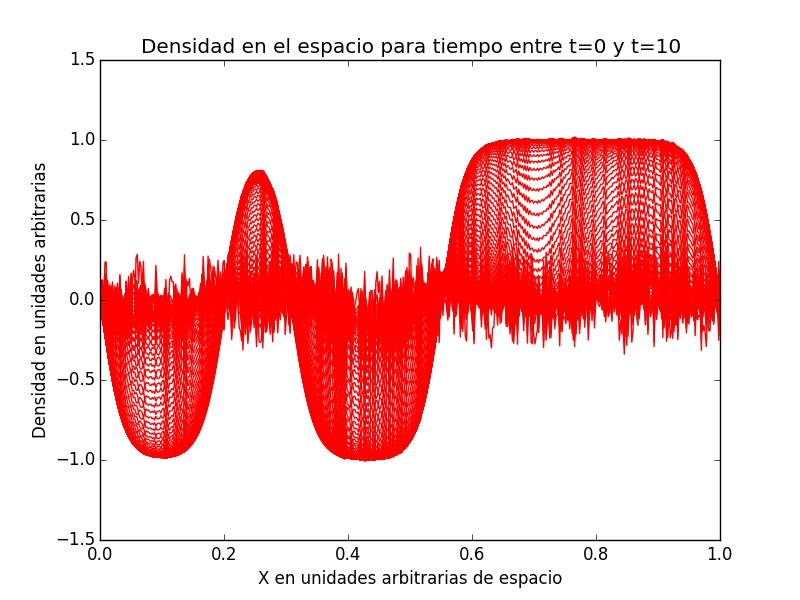 Densidad en el espacio para tiempo entre t=0 y t=10
Densidad en unidades arbitrarias
1.5
1.0
0.5
0.0
−0.5
−1.0
−1.5
0.0 0.2 0.4 0.6 0.8 1.0
X en unidades arbitrarias de espacio